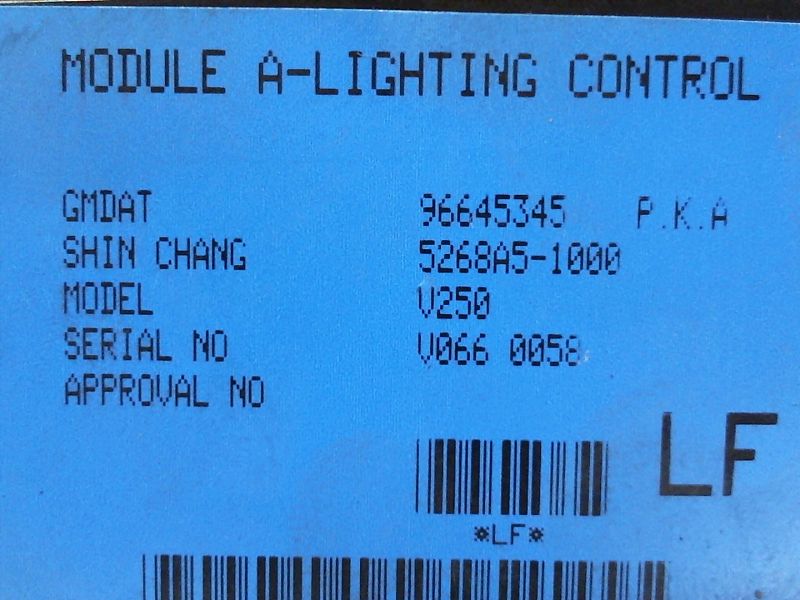 MODULE A-LIGHTING CONTROL
GMDAT 96645345 P.K.A
SHIN CHANG 5268A5-1000
MODEL V250
SERIAL NO V066 0058
APPROVAL NO
LF
*LF*